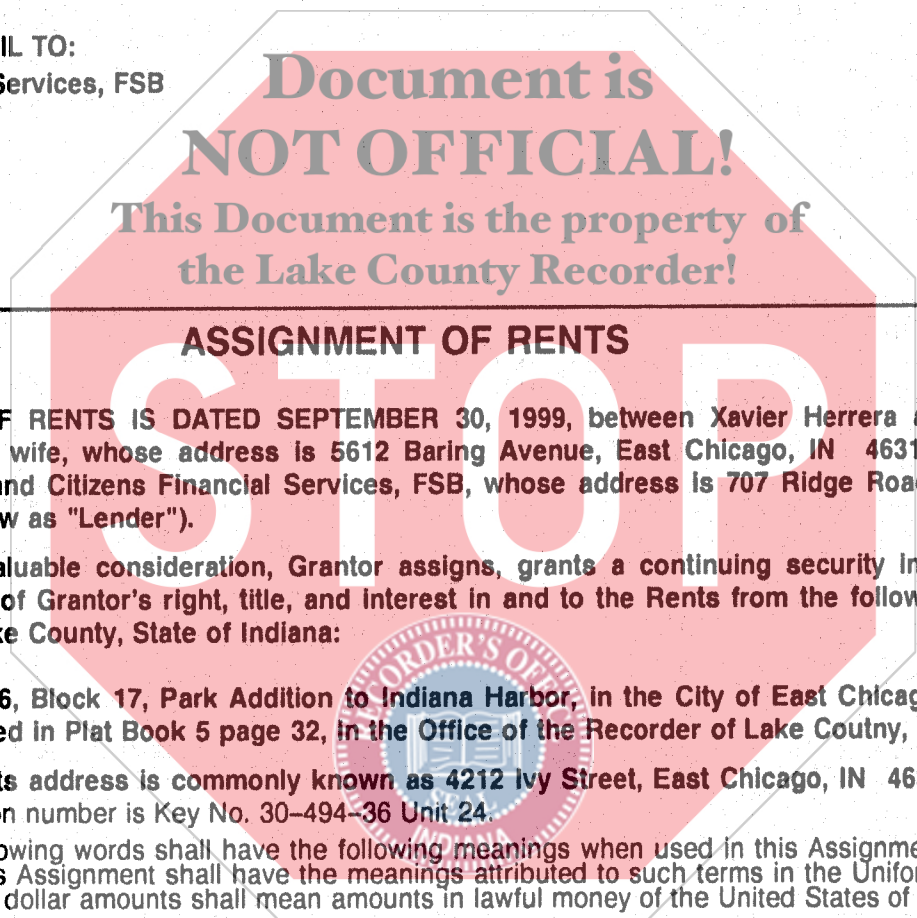 IL TO:
Services, FSB
Document is
NOT OFFICIAL!
This Document is the property of
the Lake County Recorder!
ASSIGNMENT OF RENTS
STOP
F RENTS IS DATED SEPTEMBER 30, 1999, between Xavier Herrera
wife, whose address is 5612 Baring Avenue, East Chicago, IN 4631
and Citizens Financial Services, FSB, whose address is 707 Ridge Roa
w as "Lender").
aluable consideration, Grantor assigns, grants a continuing security in
of Grantor's right, title, and interest in and to the Rents from the follow
ke County, State of Indiana:
6, Block 17, Park Addition to Indiana Harbor, in the City of East Chicag
ed in Plat Book 5 page 32, in the Office of the Recorder of Lake Coutny,
ts address is commonly known as 4212 Ivy Street, East Chicago, IN 46
n number is Key No. 30-494-36 Unit 24.
owing words shall have the following meanings when used in this Assignme
s Assignment shall have the meanings attributed to such terms in the Unifor
dollar amounts shall mean amounts in lawful money of the United States of
RECORDER'S OFFICE
SEAL
INDIANA